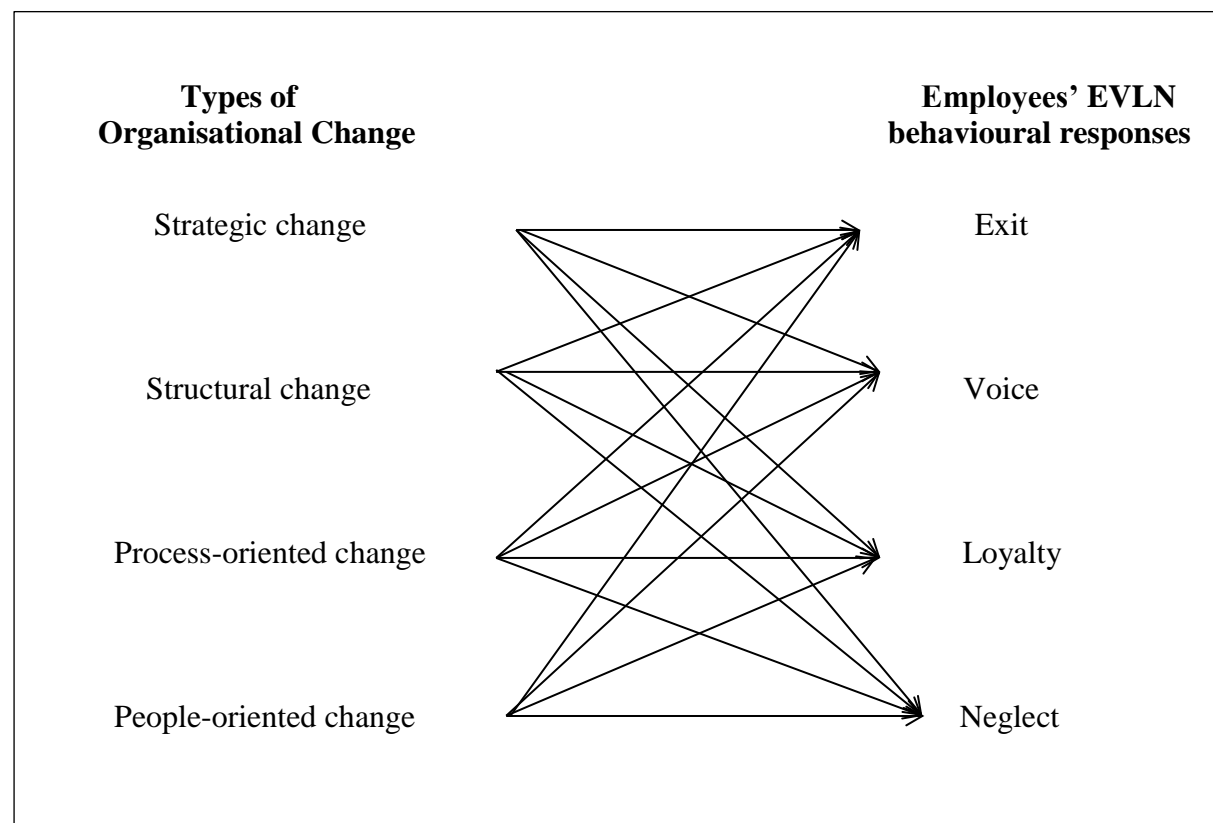 Types of
Organisational Change
Employees’ EVLN
behavioural responses
Strategic change
Exit
Structural change
Voice
Process-oriented change
Loyalty
People-oriented change
Neglect